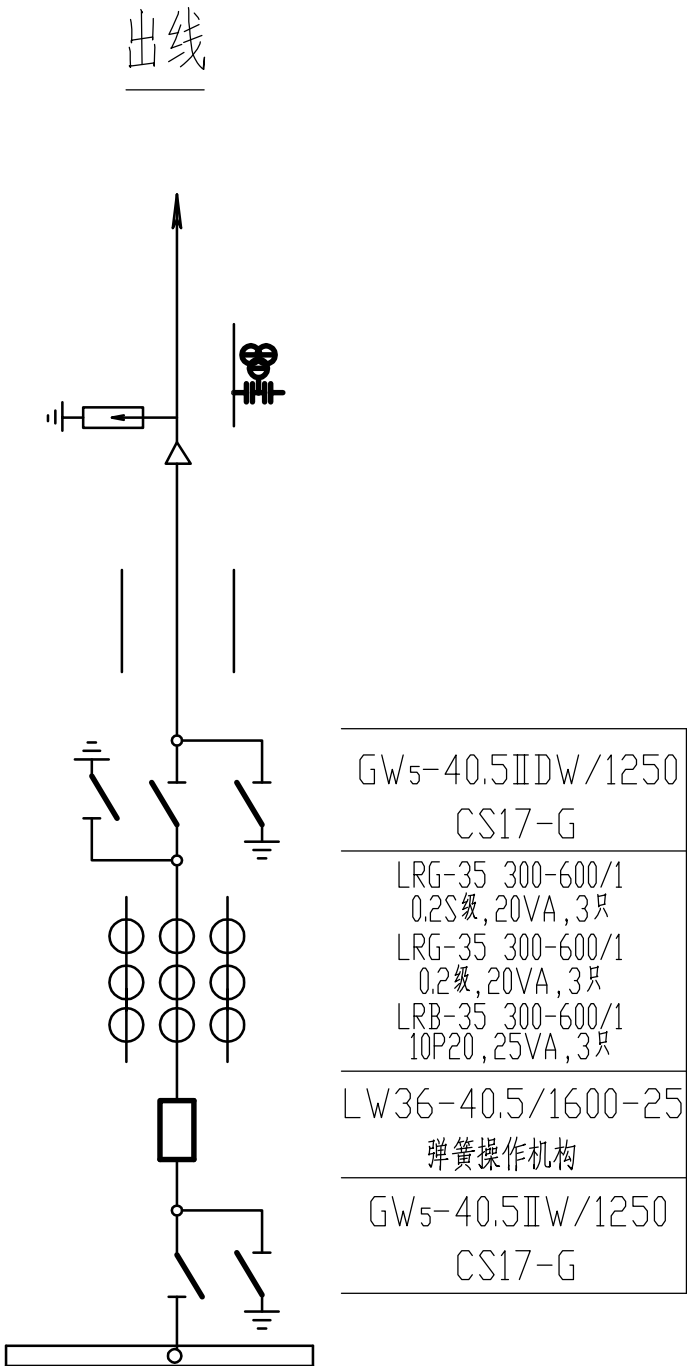 出线
GW5-40.5ⅡDW/1250
CS17-G
LRG-35 300-600/1
0.2S级,20VA,3只
LRG-35 300-600/1
0.2级,20VA,3只
LRB-35 300-600/1
10P20,25VA,3只
LW36-40.5/1600-25
弹簧操作机构
GW5-40.5ⅡW/1250
CS17-G